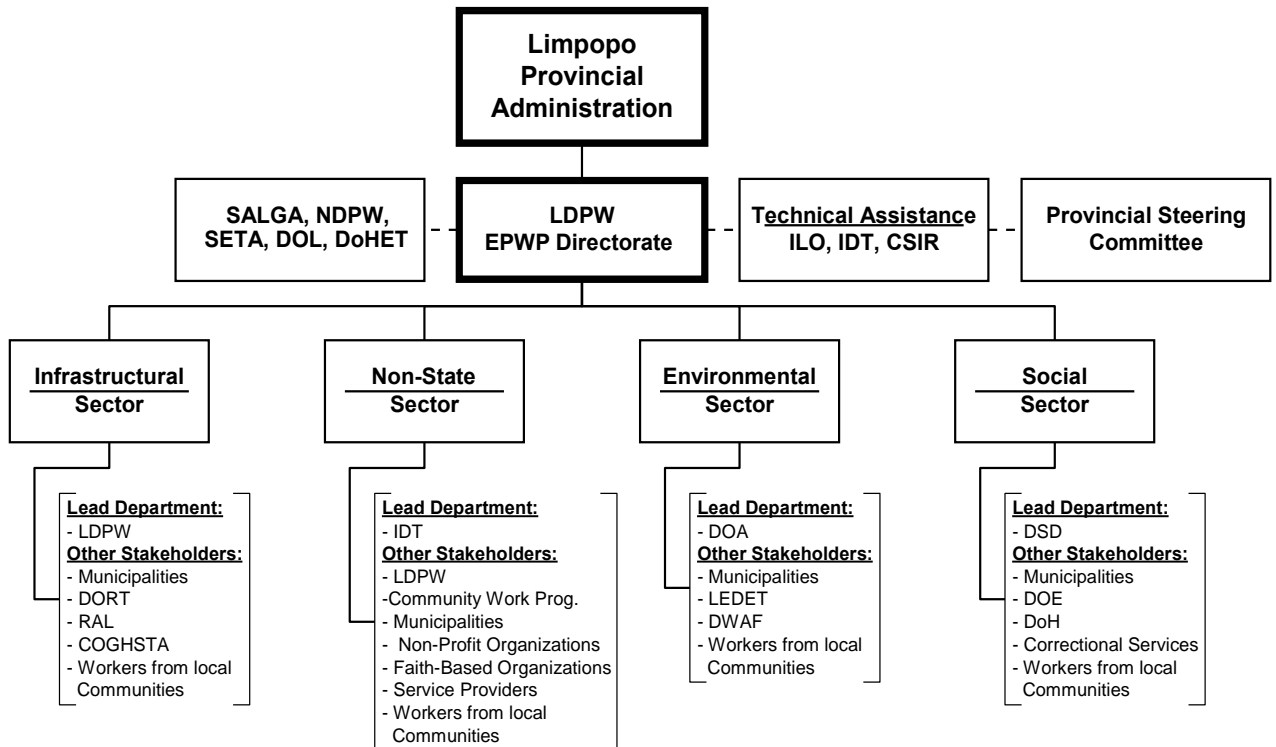 Limpopo
Provincial
Administration
SALGA, NDPW,
SETA, DOL, DoHET
LDPW
EPWP Directorate
Technical Assistance
ILO, IDT, CSIR
Provincial Steering
Committee
Infrastructural
Sector
Non-State
Sector
Environmental
Sector
Social
Sector
Lead Department:
- LDPW
Other Stakeholders:
- Municipalities
- DORT
- RAL
- COGHSTA
- Workers from local
Communities
Lead Department:
- IDT
Other Stakeholders:
- LDPW
-Community Work Prog.
- Municipalities
- Non-Profit Organizations
- Faith-Based Organizations
- Service Providers
- Workers from local
Communities
Lead Department:
- DOA
Other Stakeholders:
- Municipalities
- LEDET
- DWAF
- Workers from local
Communities
Lead Department:
- DSD
Other Stakeholders:
- Municipalities
- DOE
- DoH
- Correctional Services
- Workers from local
Communities